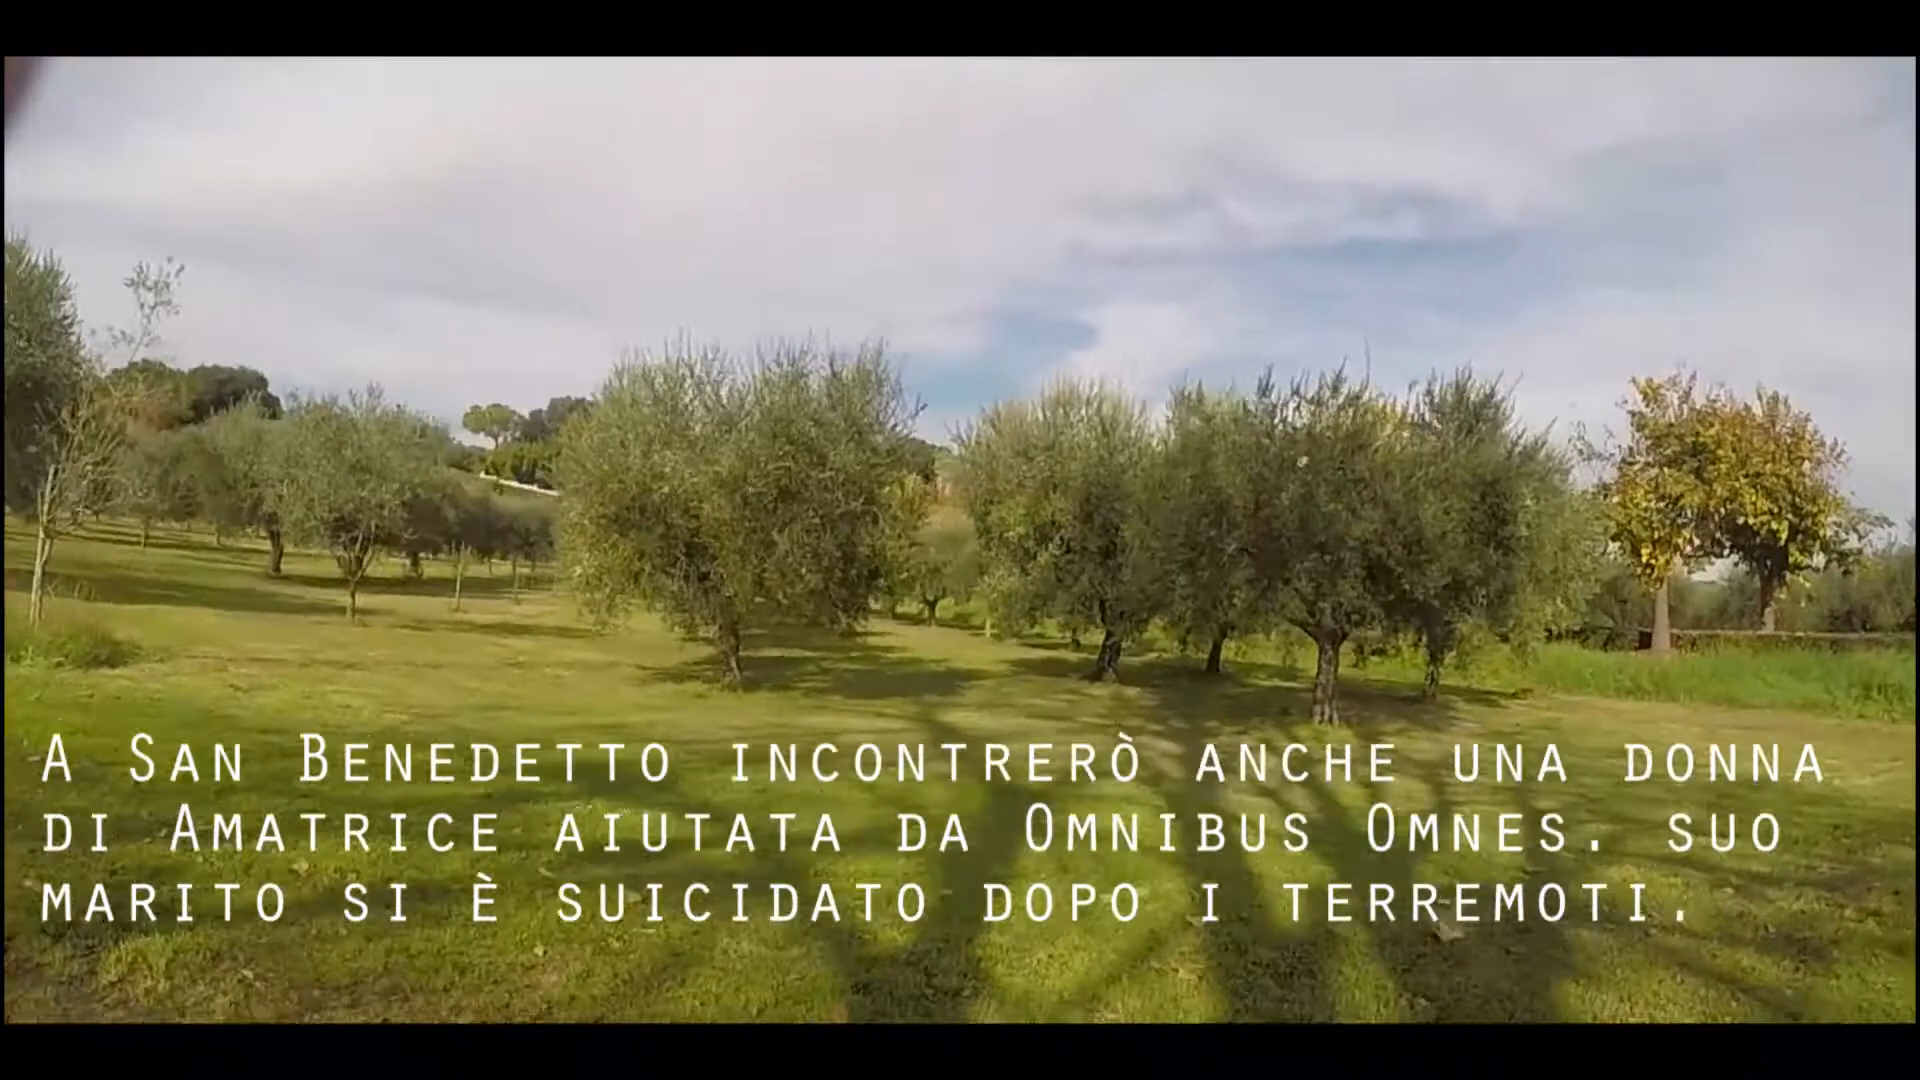 A San Benedetto incontrerò anche una donna
di Amatrice aiutata da Omnibus Omnes. suo
marito si è suicidato dopo i terremoti.